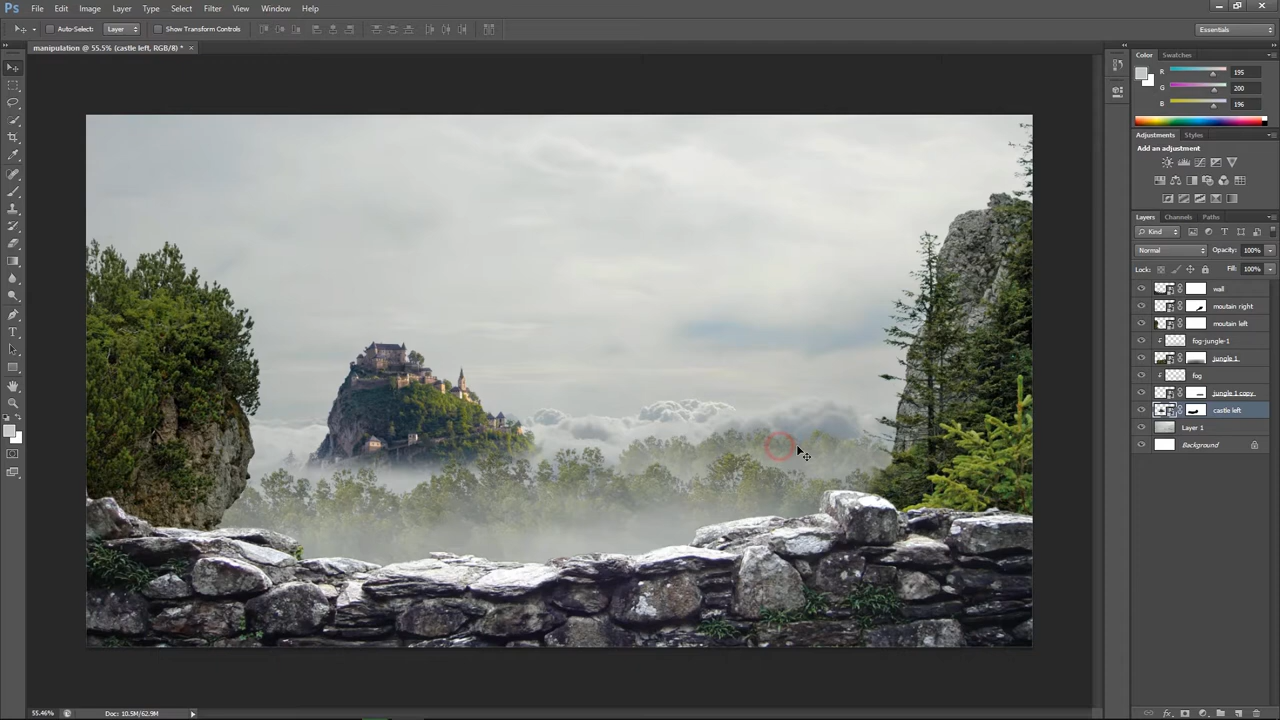 Ps File Edit Image Layer Type Select Filter View Window Help
Auto-Select: Layer Show Transform Controls Essentials
manipulation @ 55.5% (castle left, RGB/8) * ×
Color Swatches
R 195
G 200
B 196
Adjustments Styles
Add an adjustment
Layers Channels Paths
Kind
Normal Opacity: 100%
Lock: Fill: 100%
wall
moutain right
moutain left
fog-jungle-1
jungle 1
fog
jungle 1 copy
castle left
Layer 1
Background
55.46% Doc: 10.5M/62.9M